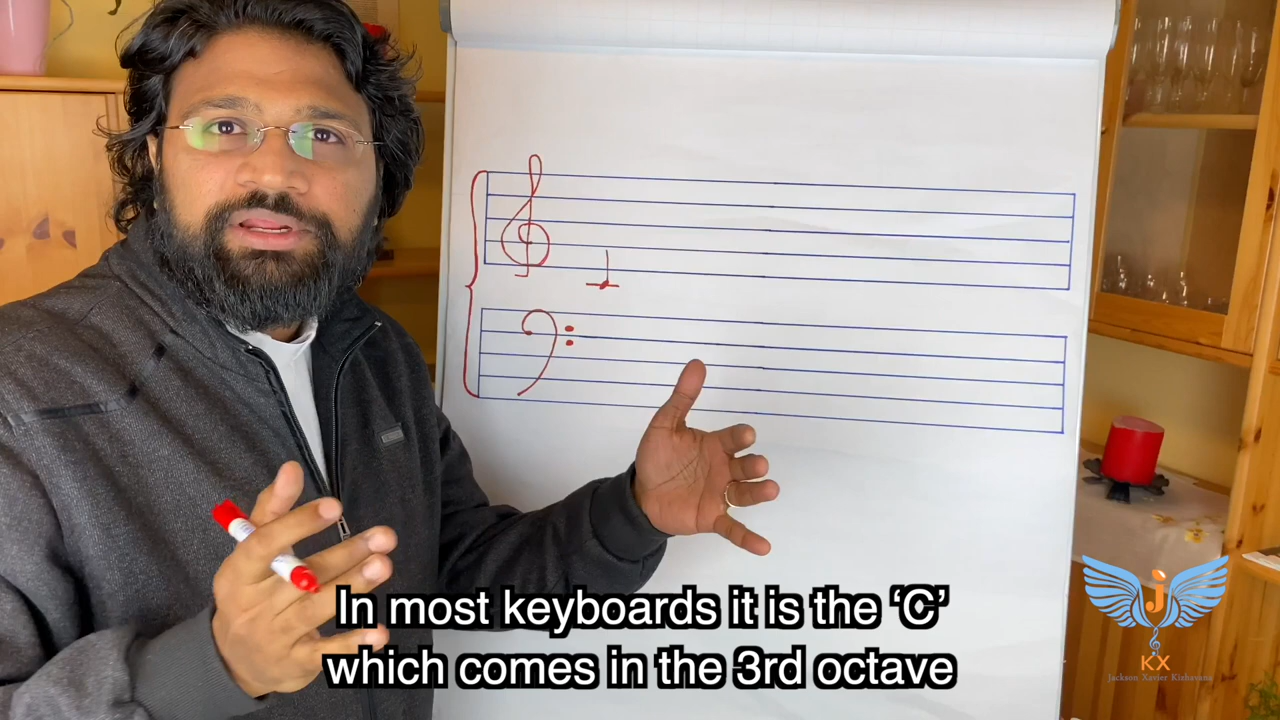 In most keyboards it is the ‘C’
which comes in the 3rd octave
J
KX
Jackson Xavier Kizhavana